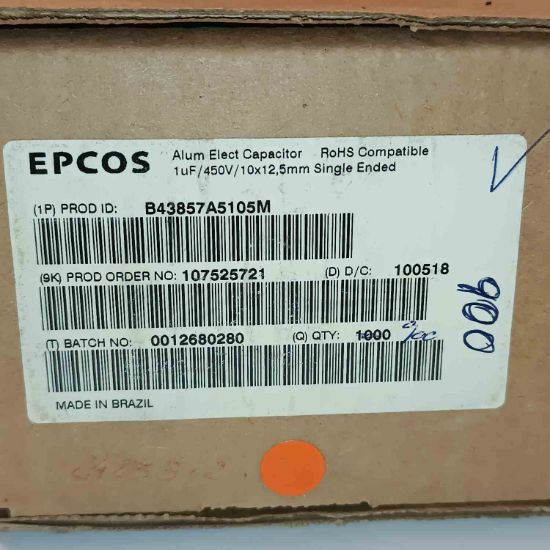 EPCOS Alum Elect Capacitor RoHS Compatible
1uF/450V/10x12,5mm Single Ended
(1P) PROD ID: B43857A5105M
(9K) PROD ORDER NO: 107525721 (D) D/C: 100518
(T) BATCH NO: 0012680280 (Q) QTY: 1000
MADE IN BRAZIL
900